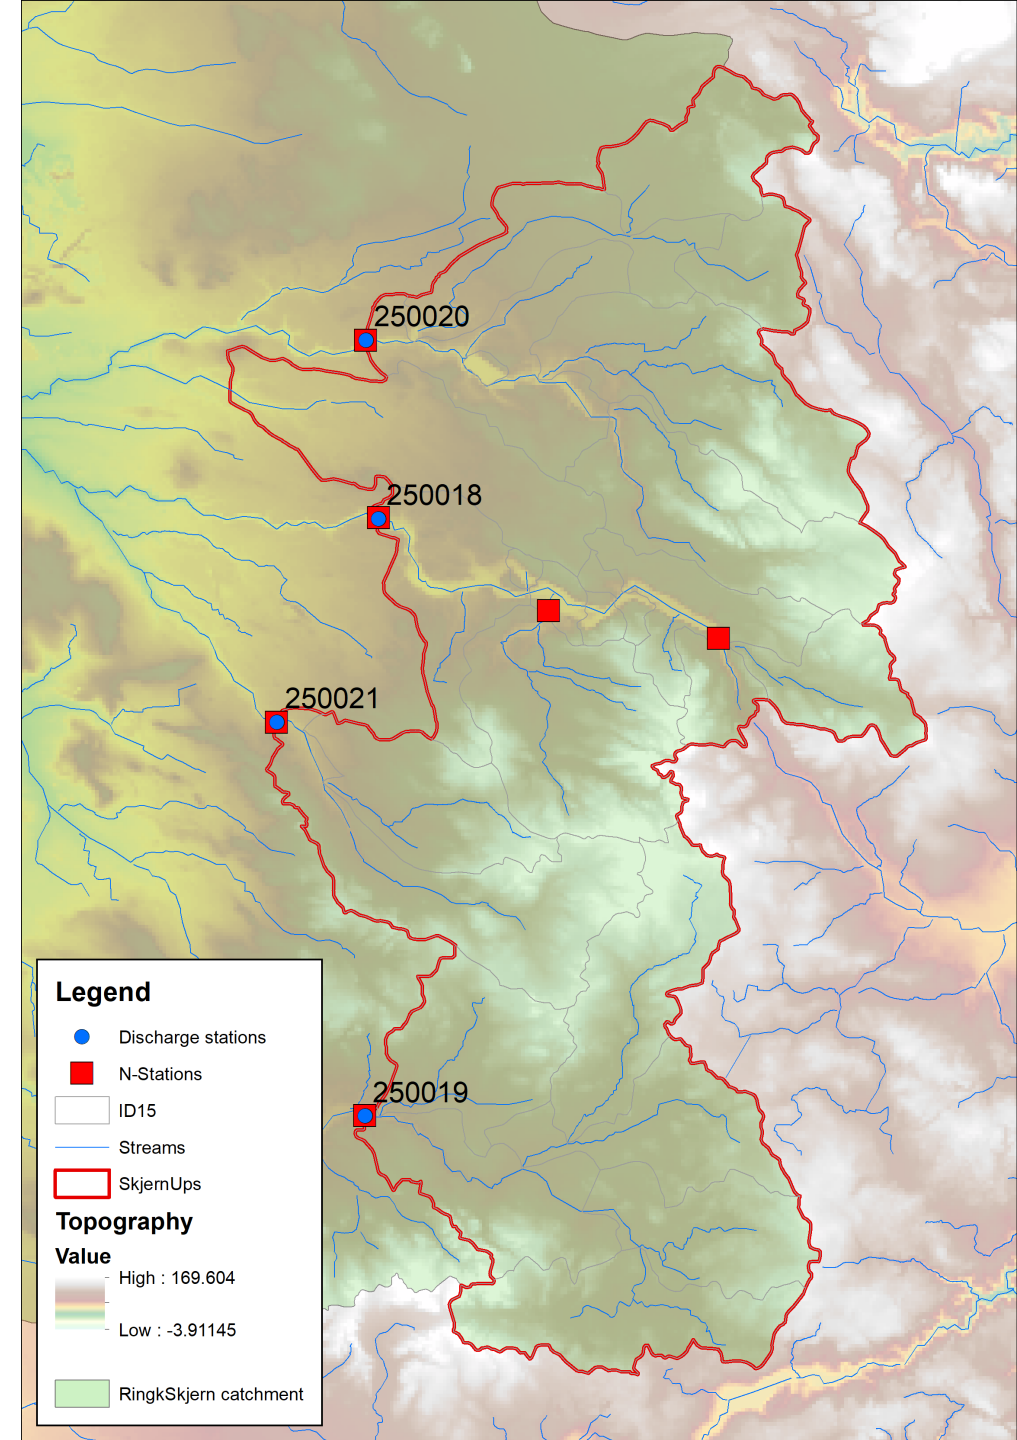 250020
250018
250021
250019
Legend
Discharge stations
N-Stations
ID15
Streams
SkjernUps
Topography
Value
High : 169.604
Low : -3.91145
RingkSkjern catchment